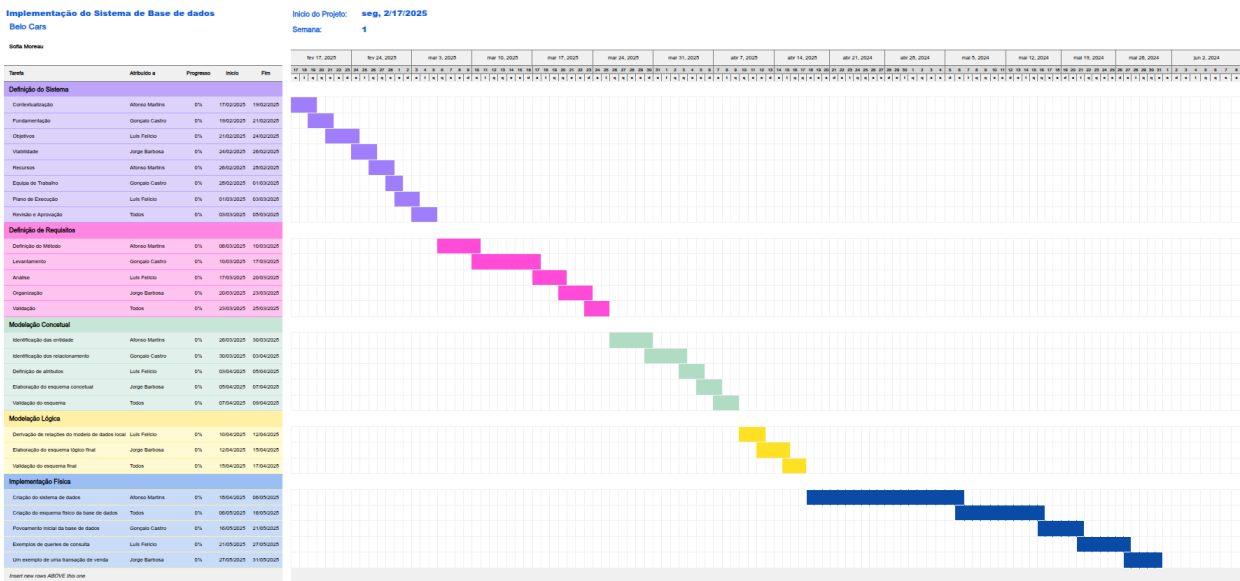 Implementação do Sistema de Base de dados
Início do Projeto: seg, 2/17/2025
Belo Cars
Semana: 1
Sofia Moreau
fev 17, 2025 fev 24, 2025 mar 3, 2025 mar 10, 2025 mar 17, 2025 mar 24, 2025 mar 31, 2025 abr 7, 2025 abr 14, 2025 abr 21, 2024 abr 28, 2024 mai 5, 2024 mai 12, 2024 mai 19, 2024 mai 26, 2024 jun 2, 2024
Tarefa Atribuído a Progresso Início Fim
Definição do Sistema
Contextualização Afonso Martins 0% 17/02/2025 19/02/2025
Fundamentação Gonçalo Castro 0% 19/02/2025 21/02/2025
Objetivos Luís Felício 0% 21/02/2025 24/02/2025
Viabilidade Jorge Barbosa 0% 24/02/2025 26/02/2025
Recursos Afonso Martins 0% 26/02/2025 28/02/2025
Equipa de Trabalho Gonçalo Castro 0% 28/02/2025 01/03/2025
Plano de Execução Luís Felício 0% 01/03/2025 03/03/2025
Revisão e Aprovação Todos 0% 03/03/2025 05/03/2025
Definição de Requisitos
Definição do Método Afonso Martins 0% 06/03/2025 10/03/2025
Levantamento Gonçalo Castro 0% 10/03/2025 17/03/2025
Análise Luís Felício 0% 17/03/2025 20/03/2025
Organização Jorge Barbosa 0% 20/03/2025 23/03/2025
Validação Todos 0% 23/03/2025 25/03/2025
Modelação Concetual
Identificação das entidade Afonso Martins 0% 26/03/2025 30/03/2025
Identificação dos relacionamento Gonçalo Castro 0% 30/03/2025 03/04/2025
Definição de atributos Luís Felício 0% 03/04/2025 05/04/2025
Elaboração do esquema concetual Jorge Barbosa 0% 05/04/2025 07/04/2025
Validação do esquema Todos 0% 07/04/2025 09/04/2025
Modelação Lógica
Derivação de relações do modelo de dados local Luís Felício 0% 10/04/2025 12/04/2025
Elaboração do esquema lógico final Jorge Barbosa 0% 12/04/2025 15/04/2025
Validação do esquema final Todos 0% 15/04/2025 17/04/2025
Implementação Física
Criação do sistema de dados Afonso Martins 0% 18/04/2025 06/05/2025
Criação do esquema físico da base de dados Todos 0% 06/05/2025 16/05/2025
Povoamento inicial da base de dados Gonçalo Castro 0% 16/05/2025 21/05/2025
Exemplos de queries de consulta Luís Felício 0% 21/05/2025 27/05/2025
Um exemplo de uma transação de venda Jorge Barbosa 0% 27/05/2025 31/05/2025
Insert new rows ABOVE this one